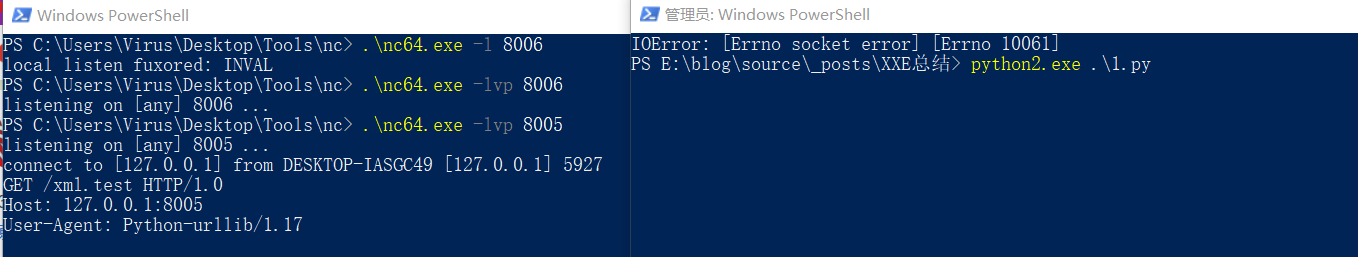 Windows PowerShell
PS C:\Users\Virus\Desktop\Tools\nc> .\nc64.exe -l 8006
local listen fuxored: INVAL
PS C:\Users\Virus\Desktop\Tools\nc> .\nc64.exe -lvp 8006
listening on [any] 8006 ...
PS C:\Users\Virus\Desktop\Tools\nc> .\nc64.exe -lvp 8005
listening on [any] 8005 ...
connect to [127.0.0.1] from DESKTOP-IASGC49 [127.0.0.1] 5927
GET /xml.test HTTP/1.0
Host: 127.0.0.1:8005
User-Agent: Python-urllib/1.17
管理员: Windows PowerShell
IOError: [Errno socket error] [Errno 10061]
PS E:\blog\source\_posts\XXE总结> python2.exe .\1.py